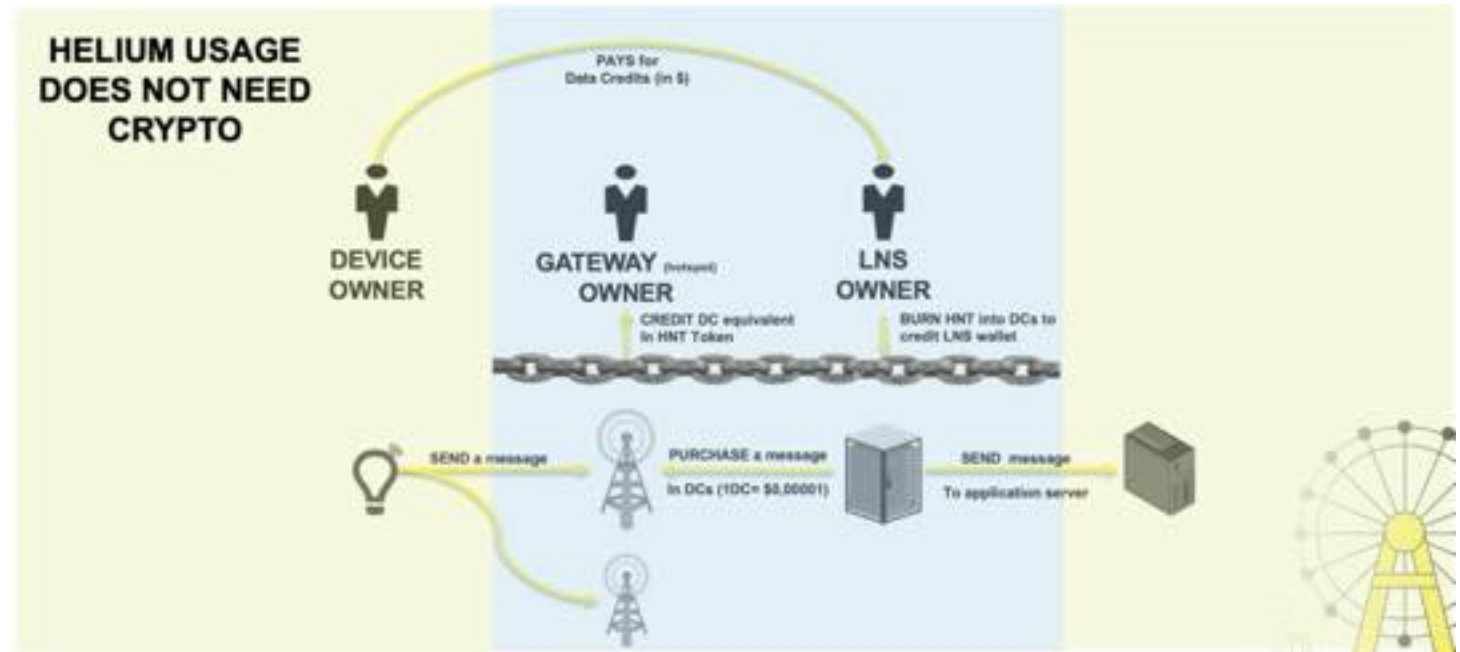 HELIUM USAGE
DOES NOT NEED
CRYPTO
PAYS for
Data Credits (in $)
DEVICE
OWNER
GATEWAY (hotspot)
OWNER
LNS
OWNER
CREDIT DC equivalent
in HNT Token
BURN HNT into DCs to
credit LNS wallet
SEND a message
PURCHASE a message
in DCs (1DC= $0,00001)
SEND message
To application server